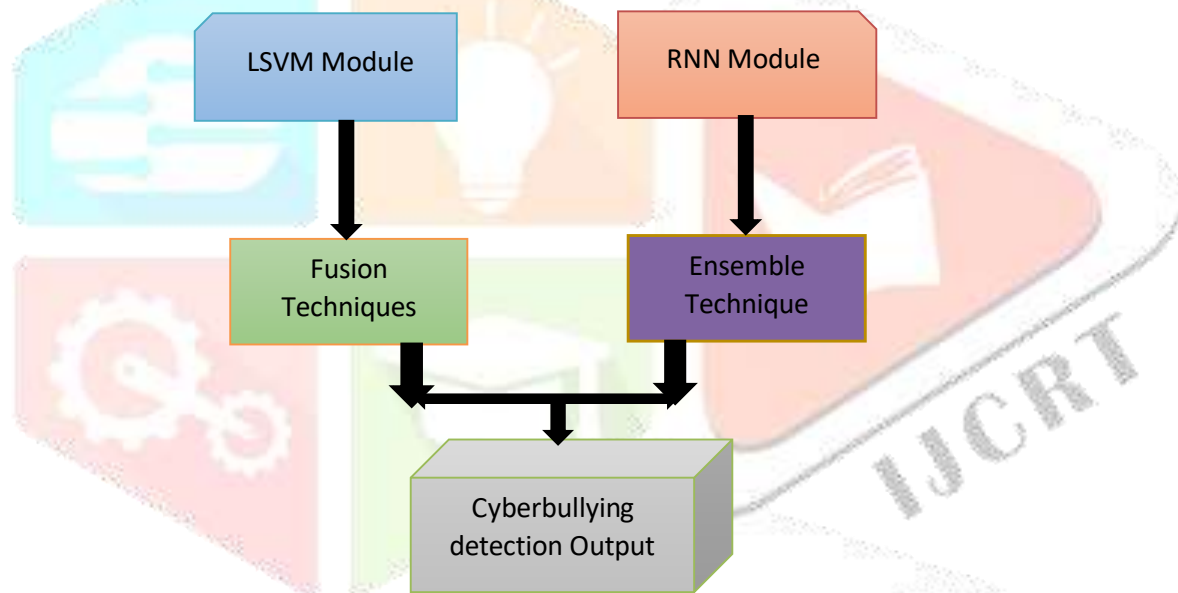 LSVM Module
RNN Module
Fusion
Techniques
Ensemble
Technique
Cyberbullying
detection Output
IJCRT